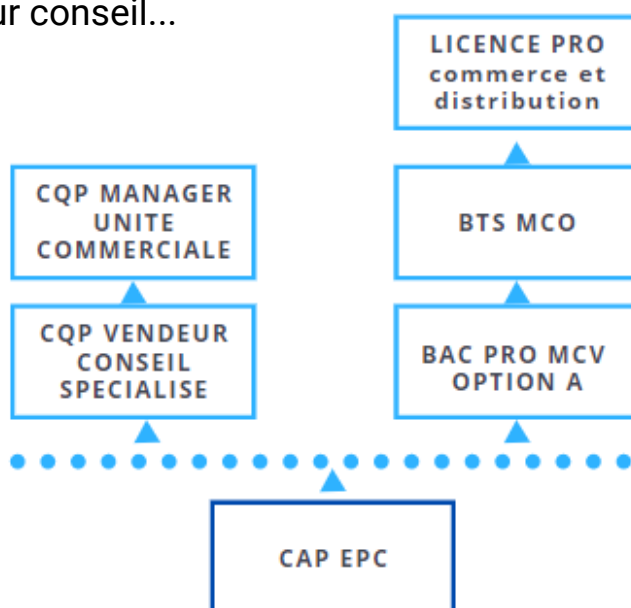 ur conseil...
LICENCE PRO
commerce et
distribution
CQP MANAGER
UNITE
COMMERCIALE
BTS MCO
CQP VENDEUR
CONSEIL
SPECIALISE
BAC PRO MCV
OPTION A
CAP EPC